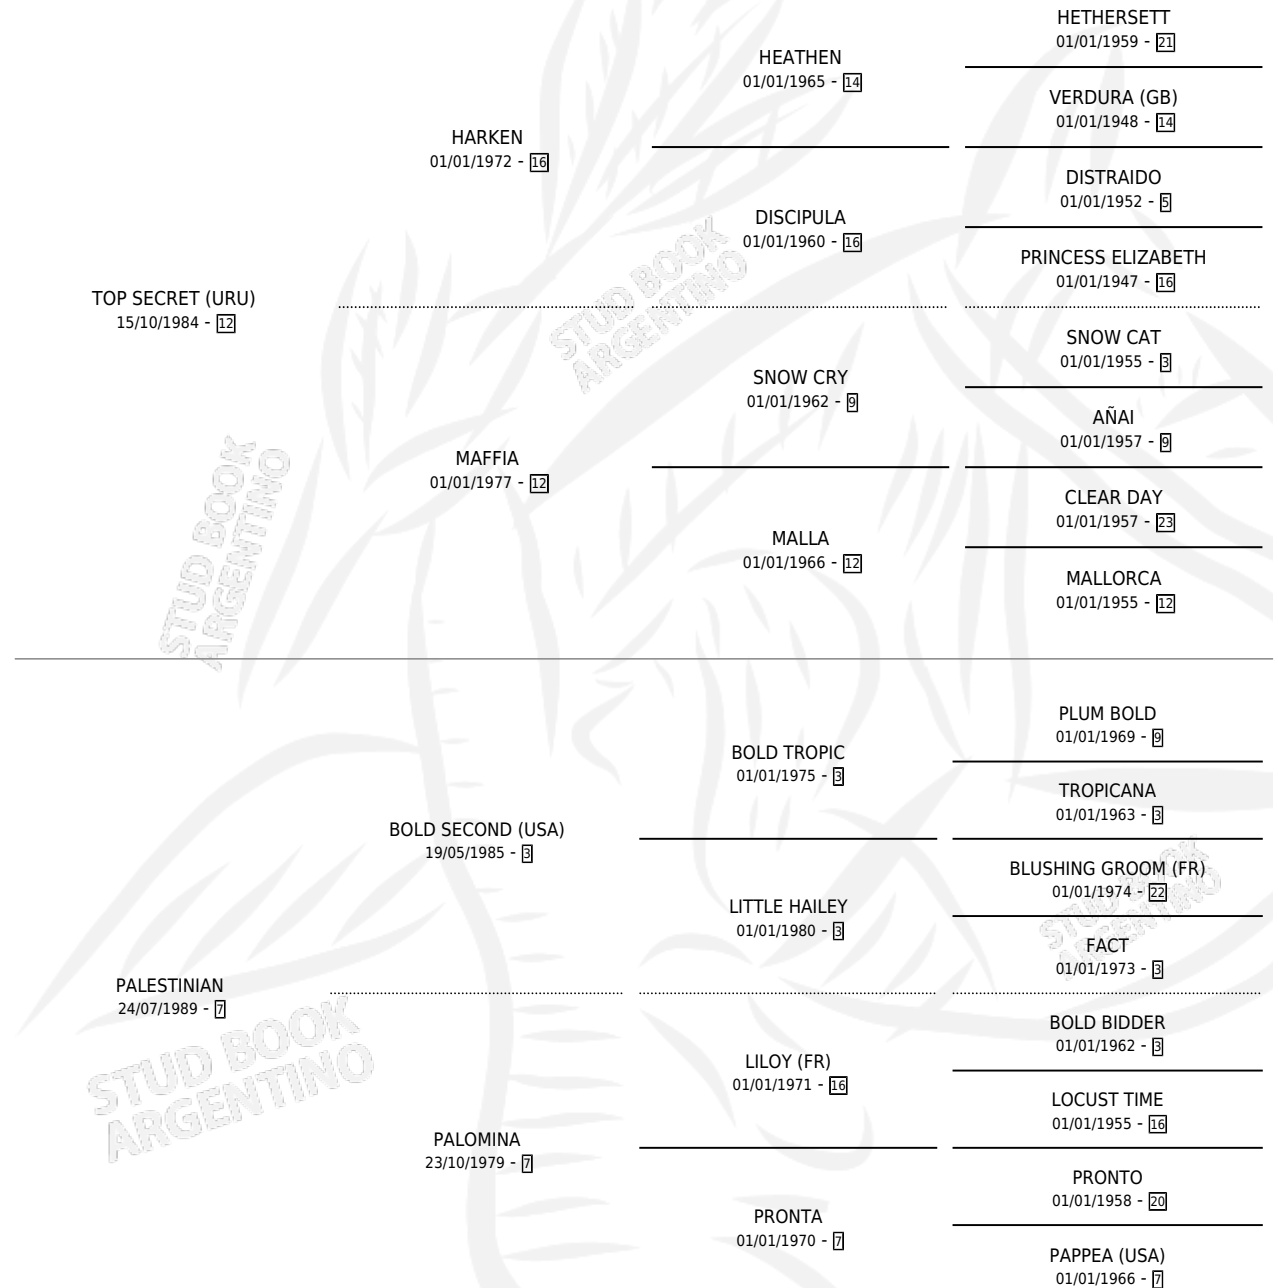 HETHERSETT
01/01/1959 - 21
HEATHEN
01/01/1965 - 14
VERDURA (GB)
01/01/1948 - 14
HARKEN
01/01/1972 - 16
DISTRAIDO
01/01/1952 - 5
DISCIPULA
01/01/1960 - 16
PRINCESS ELIZABETH
01/01/1947 - 16
TOP SECRET (URU)
15/10/1984 - 12
STUD BOOK
ARGENTINO
SNOW CAT
01/01/1955 - 3
SNOW CRY
01/01/1962 - 9
AÑAI
01/01/1957 - 9
MAFFIA
01/01/1977 - 12
CLEAR DAY
01/01/1957 - 23
MALLA
01/01/1966 - 12
MALLORCA
01/01/1955 - 12
STUD BOOK
ARGENTINO
PLUM BOLD
01/01/1969 - 9
BOLD TROPIC
01/01/1975 - 3
TROPICANA
01/01/1963 - 3
BOLD SECOND (USA)
19/05/1985 - 3
BLUSHING GROOM (FR)
01/01/1974 - 22
LITTLE HAILEY
01/01/1980 - 3
STUD BOOK
ARGENTINO
FACT
01/01/1973 - 3
PALESTINIAN
24/07/1989 - 7
STUD BOOK
ARGENTINO
BOLD BIDDER
01/01/1962 - 3
LILOY (FR)
01/01/1971 - 16
LOCUST TIME
01/01/1955 - 16
PALOMINA
23/10/1979 - 7
PRONTO
01/01/1958 - 20
PRONTA
01/01/1970 - 7
PAPPEA (USA)
01/01/1966 - 7